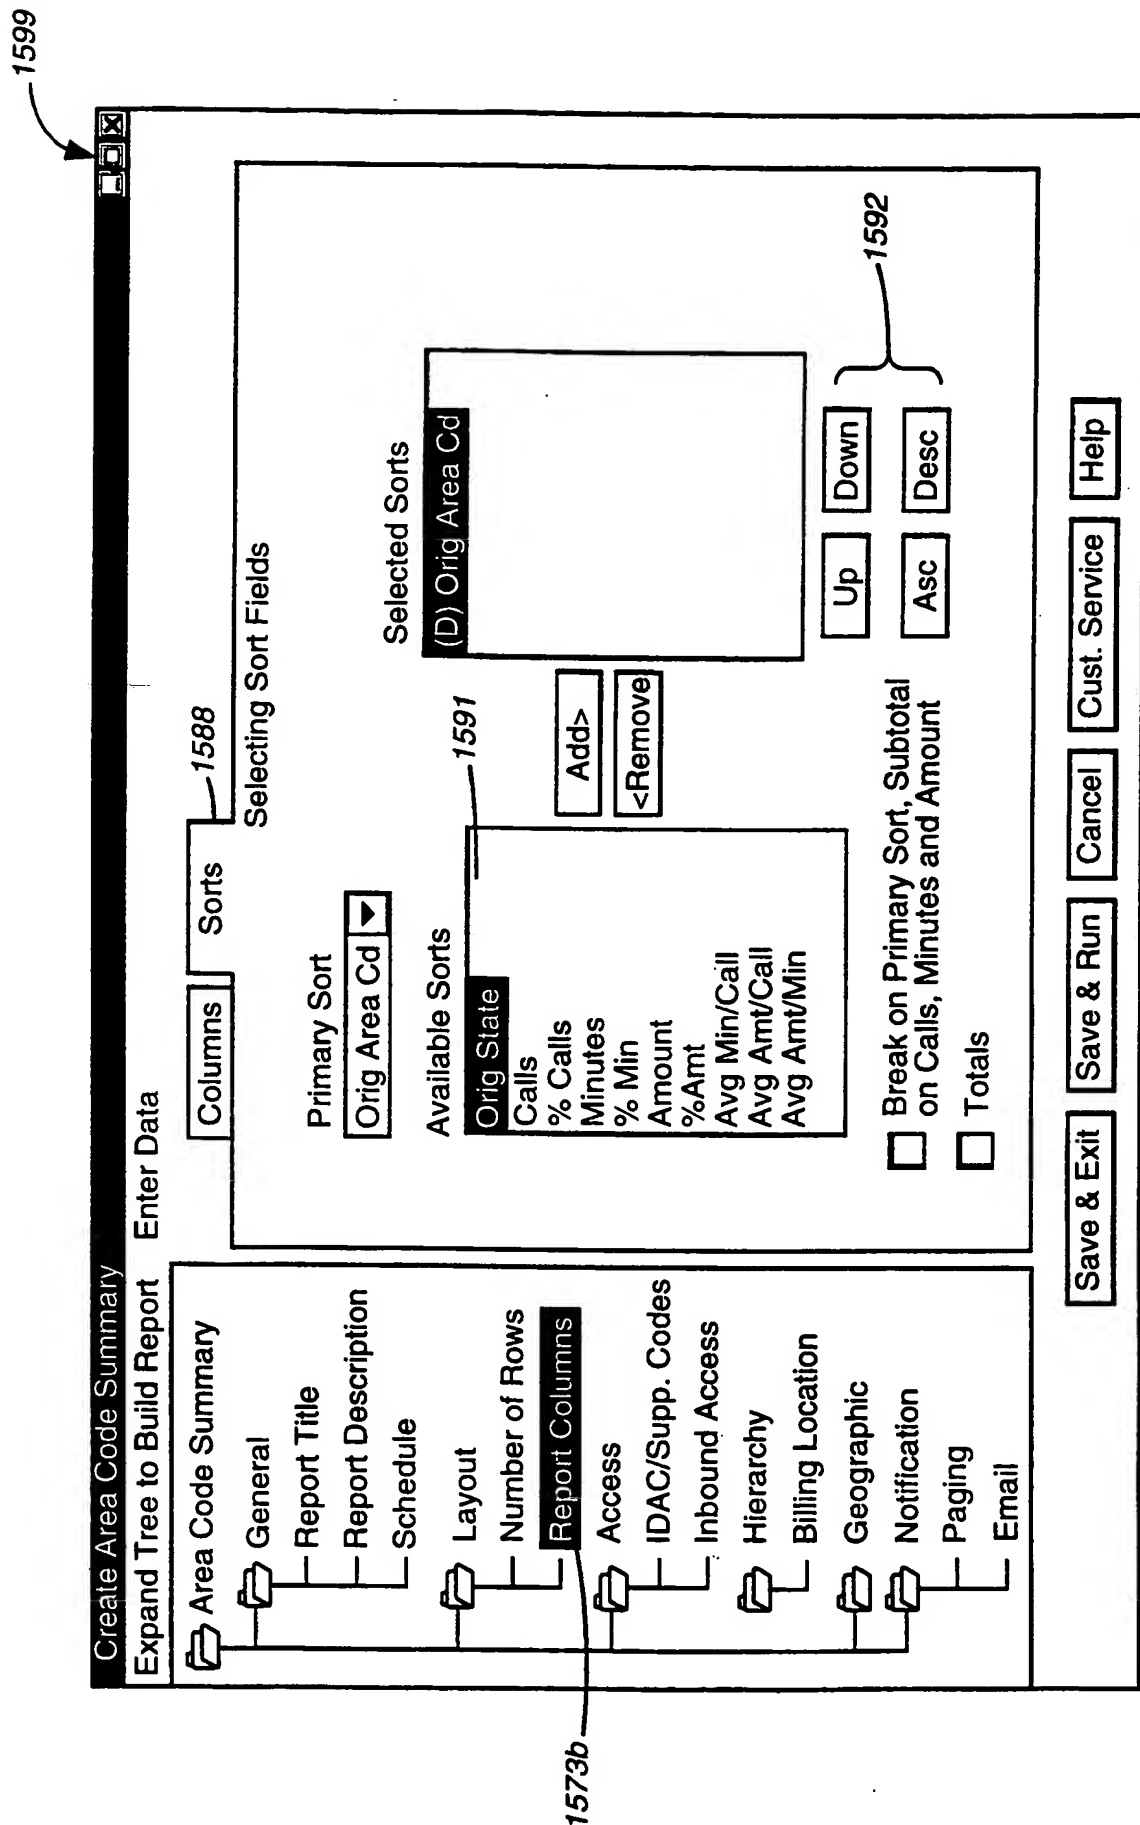 1599
Create Area Code Summary
Expand Tree to Build Report
Enter Data
Area Code Summary
General
Report Title
Report Description
Schedule
Layout
Number of Rows
Report Columns
Access
IDAC/Supp. Codes
Inbound Access
Hierarchy
Billing Location
Geographic
Notification
Paging
Email
1573b
Columns
Sorts
1588
Selecting Sort Fields
Primary Sort
Orig Area Cd
Available Sorts
Orig State
Calls
% Calls
Minutes
% Min
Amount
%Amt
Avg Min/Call
Avg Amt/Call
Avg Amt/Min
1591
Add>
<Remove
Selected Sorts
(D) Orig Area Cd
Up
Down
Asc
Desc
1592
Break on Primary Sort, Subtotal
on Calls, Minutes and Amount
Totals
Save & Exit
Save & Run
Cancel
Cust. Service
Help